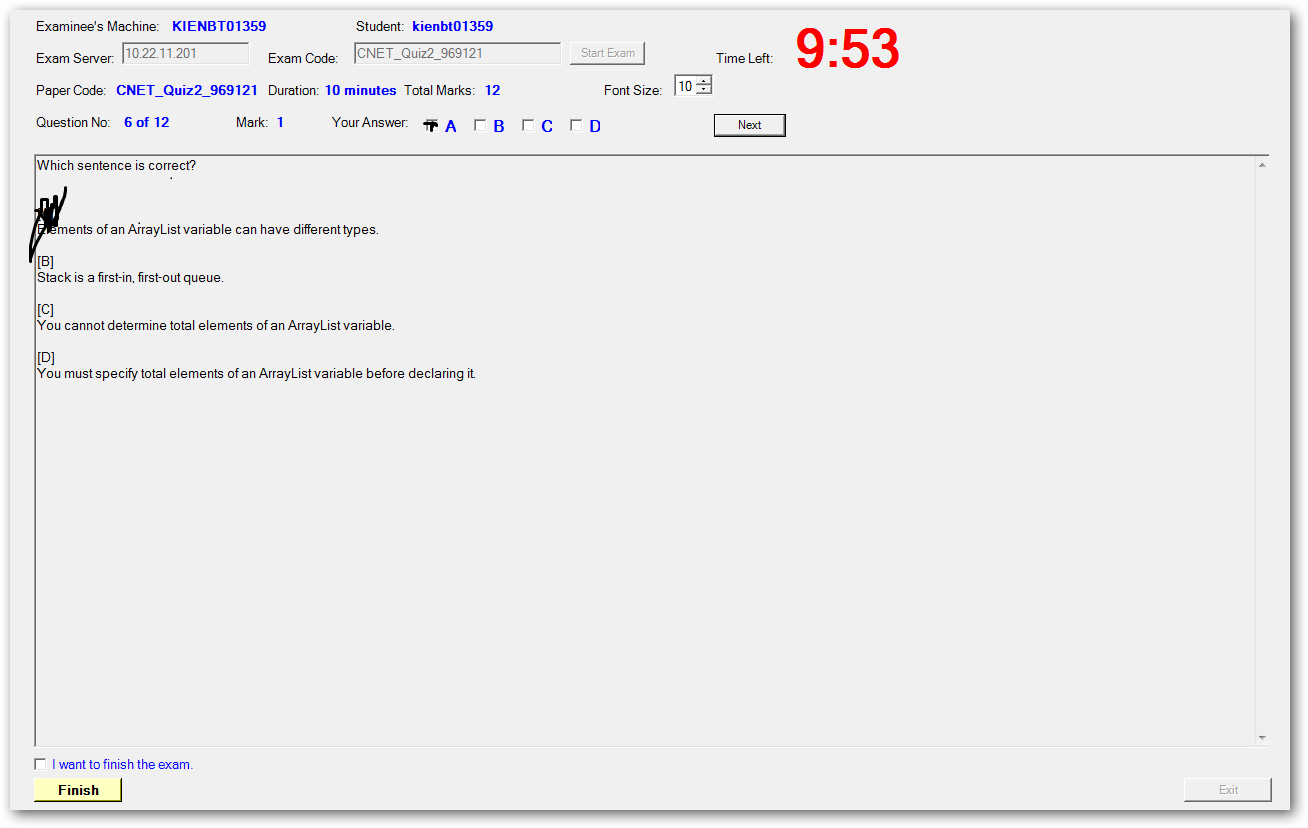 Examinee's Machine: KIENBT01359 Student: kienbt01359
Exam Server: 10.22.11.201 Exam Code: CNET_Quiz2_969121 Start Exam Time Left: 9:53
Paper Code: CNET_Quiz2_969121 Duration: 10 minutes Total Marks: 12 Font Size: 10
Question No: 6 of 12 Mark: 1 Your Answer: A B C D Next
Which sentence is correct?
Elements of an ArrayList variable can have different types.
[B]
Stack is a first-in, first-out queue.
[C]
You cannot determine total elements of an ArrayList variable.
[D]
You must specify total elements of an ArrayList variable before declaring it.
I want to finish the exam.
Finish Exit